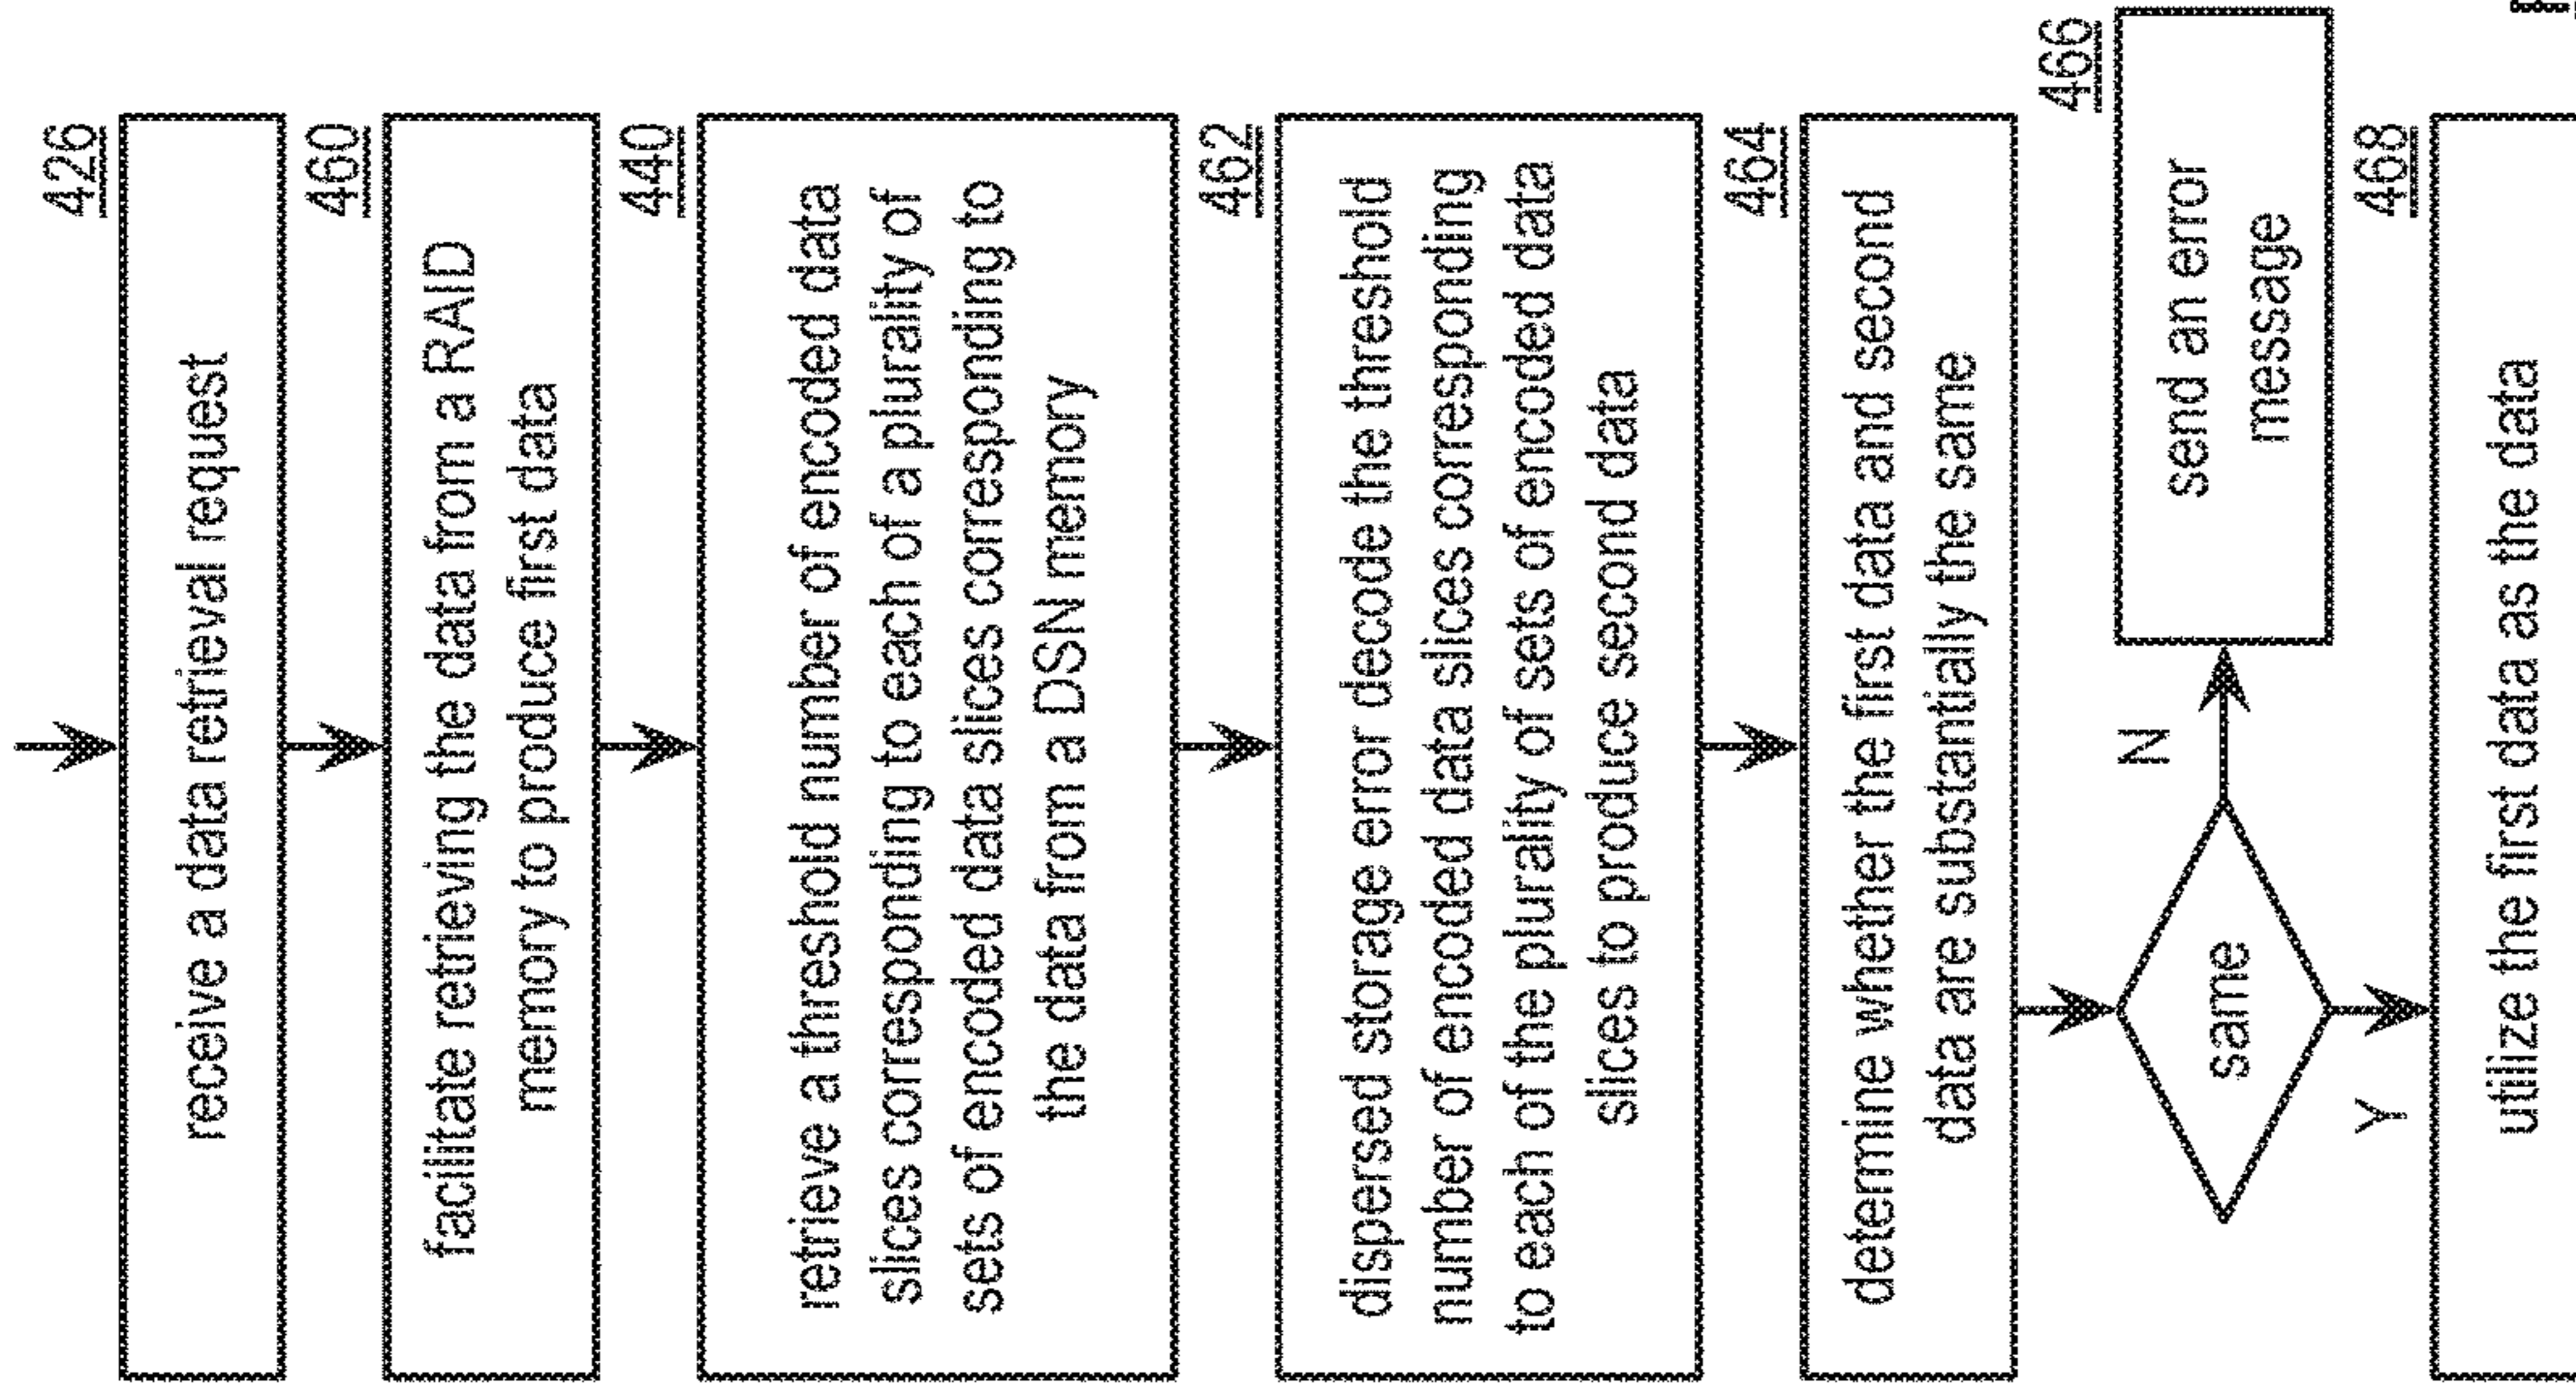 426
receive a data retrieval request
460
facilitate retrieving the data from a RAID
memory to produce first data
440
retrieve a threshold number of encoded data
slices corresponding to each of a plurality of
sets of encoded data slices corresponding to
the data from a DSN memory
462
dispersed storage error decode the threshold
number of encoded data slices corresponding
to each of the plurality of sets of encoded data
slices to produce second data
464
determine whether the first data and second
data are substantially the same
same
N
466
send an error
message
Y
468
utilize the first data as the data